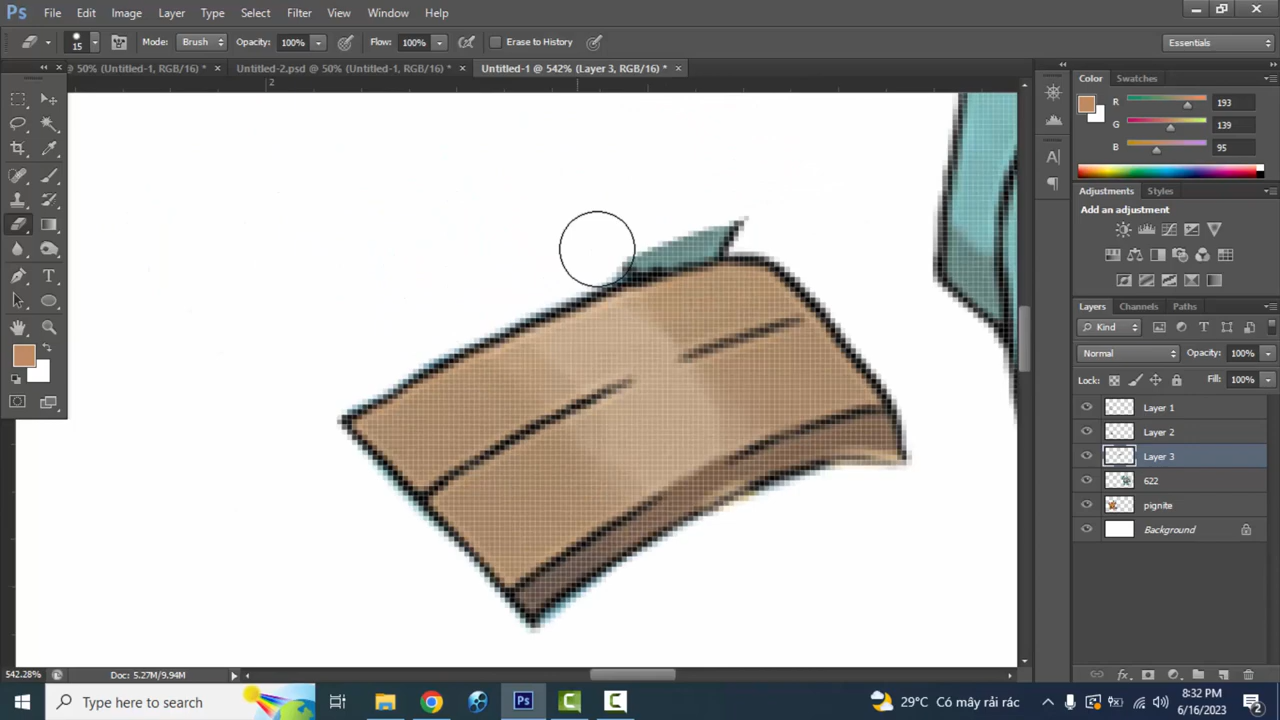 Ps File Edit Image Layer Type Select Filter View Window Help
15 Mode: Brush Opacity: 100% Flow: 100% Erase to History Essentials
@ 50% (Untitled-1, RGB/16) * × Untitled-2.psd @ 50% (Untitled-1, RGB/16) * × Untitled-1 @ 542% (Layer 3, RGB/16) * ×
2
Color Swatches
R 193
G 139
B 95
Adjustments Styles
Add an adjustment
Layers Channels Paths
Kind
Normal Opacity: 100%
Lock: Fill: 100%
Layer 1
Layer 2
Layer 3
622
pignite
Background
542.28% Doc: 5.27M/9.94M
Type here to search
Ps
29°C Có mây rải rác
8:32 PM
6/16/2023
2